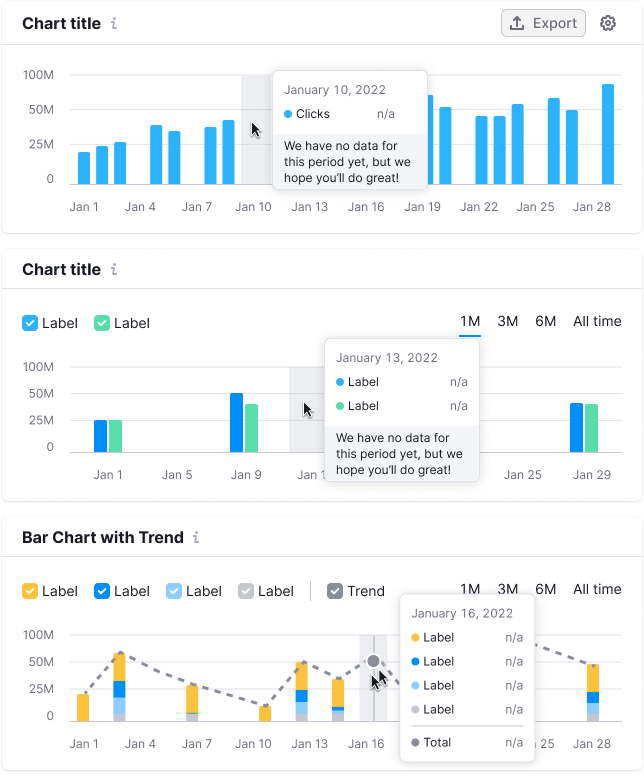 Chart title
Export
100M
50M
25M
0
January 10, 2022
Clicks n/a
We have no data for
this period yet, but we
hope you'll do great!
Jan 1 Jan 4 Jan 7 Jan 10 Jan 13 Jan 16 Jan 19 Jan 22 Jan 25 Jan 28
Chart title
Label Label
1M 3M 6M All time
100M
50M
25M
0
January 13, 2022
Label n/a
Label n/a
We have no data for
this period yet, but we
hope you'll do great!
Jan 1 Jan 5 Jan 9 Jan 1 Jan 25 Jan 29
Bar Chart with Trend
Label Label Label Label Trend
1M 3M 6M All time
100M
50M
25M
0
January 16, 2022
Label n/a
Label n/a
Label n/a
Label n/a
Total n/a
Jan 1 Jan 4 Jan 7 Jan 10 Jan 13 Jan 16 25 Jan 28